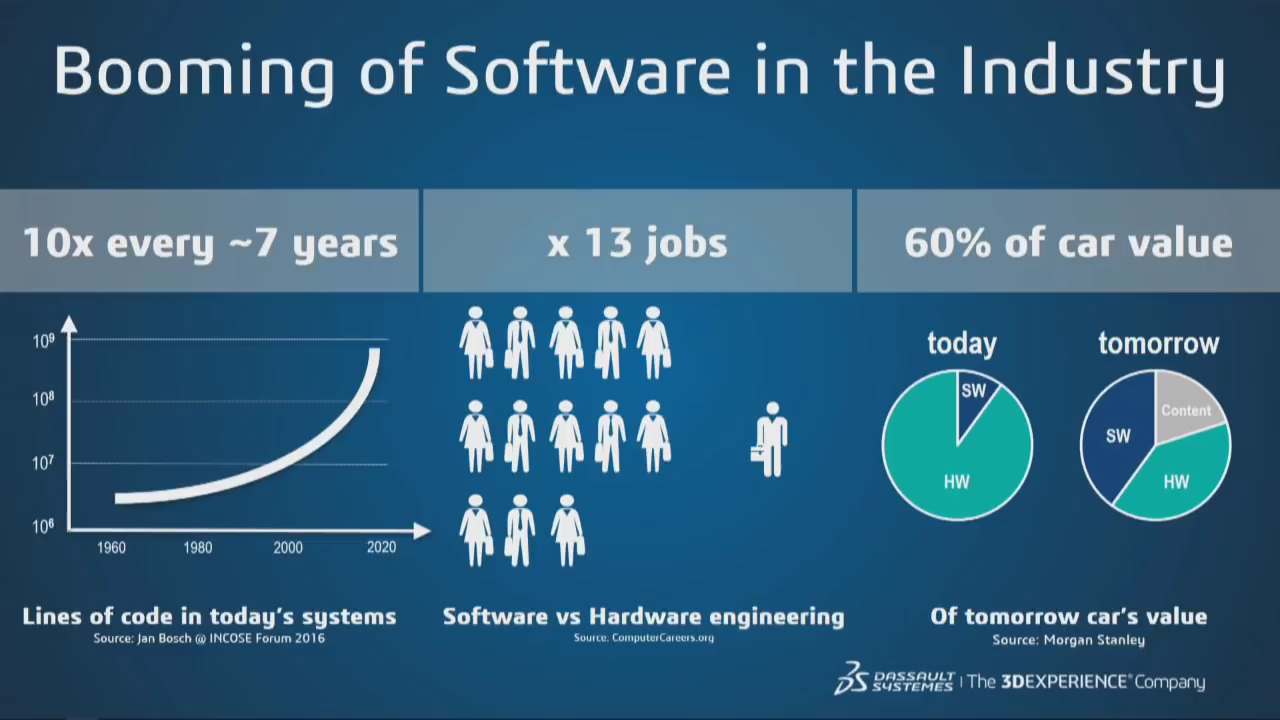 Booming of Software in the Industry
10x every ~7 years
10⁹
10⁸
10⁷
10⁶
1960 1980 2000 2020
Lines of code in today's systems
Source: Jan Bosch @ INCOSE Forum 2016
x 13 jobs
Software vs Hardware engineering
Source: ComputerCareers.org
60% of car value
today
SW
HW
tomorrow
Content
SW
HW
Of tomorrow car's value
Source: Morgan Stanley
DASSAULT
SYSTEMES | The 3DEXPERIENCE® Company